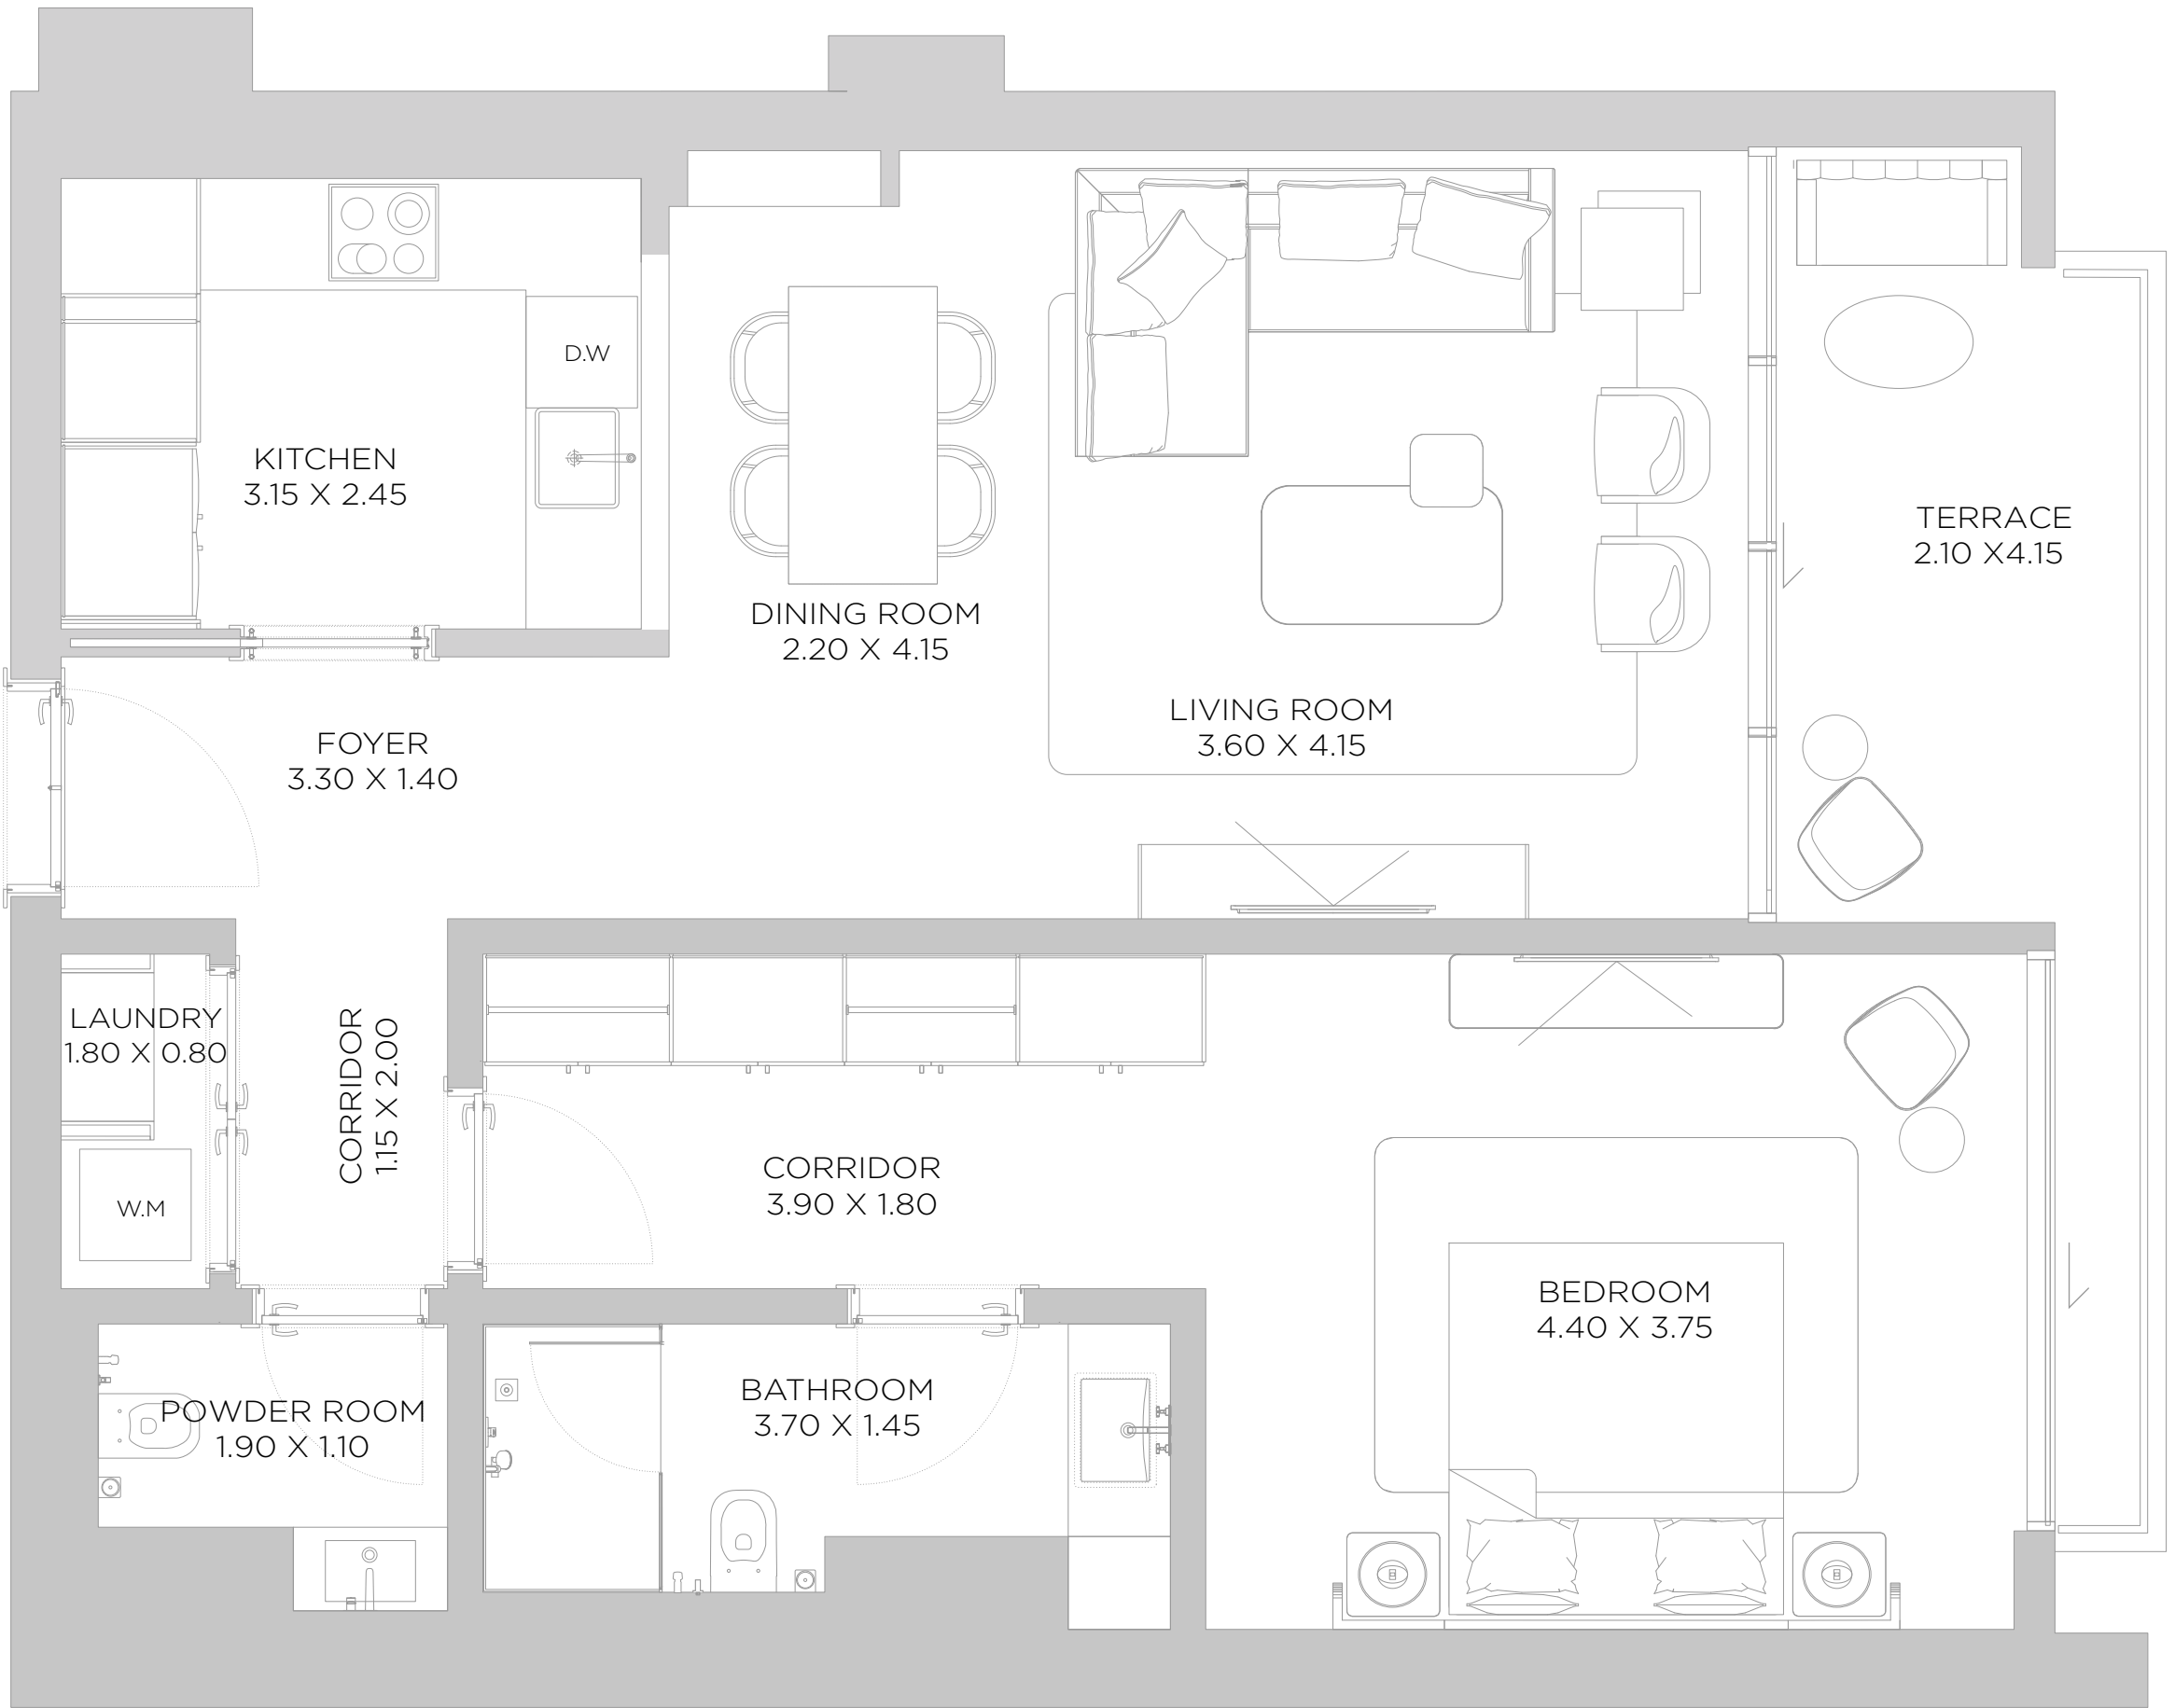 D.W
KITCHEN
3.15 X 2.45
TERRACE
2.10 X4.15
DINING ROOM
2.20 X 4.15
LIVING ROOM
3.60 X 4.15
FOYER
3.30 X 1.40
LAUNDRY
1.80 X 0.80
CORRIDOR
1.15 X 2.00
W.M
CORRIDOR
3.90 X 1.80
BEDROOM
4.40 X 3.75
BATHROOM
3.70 X 1.45
POWDER ROOM
1.90 X 1.10